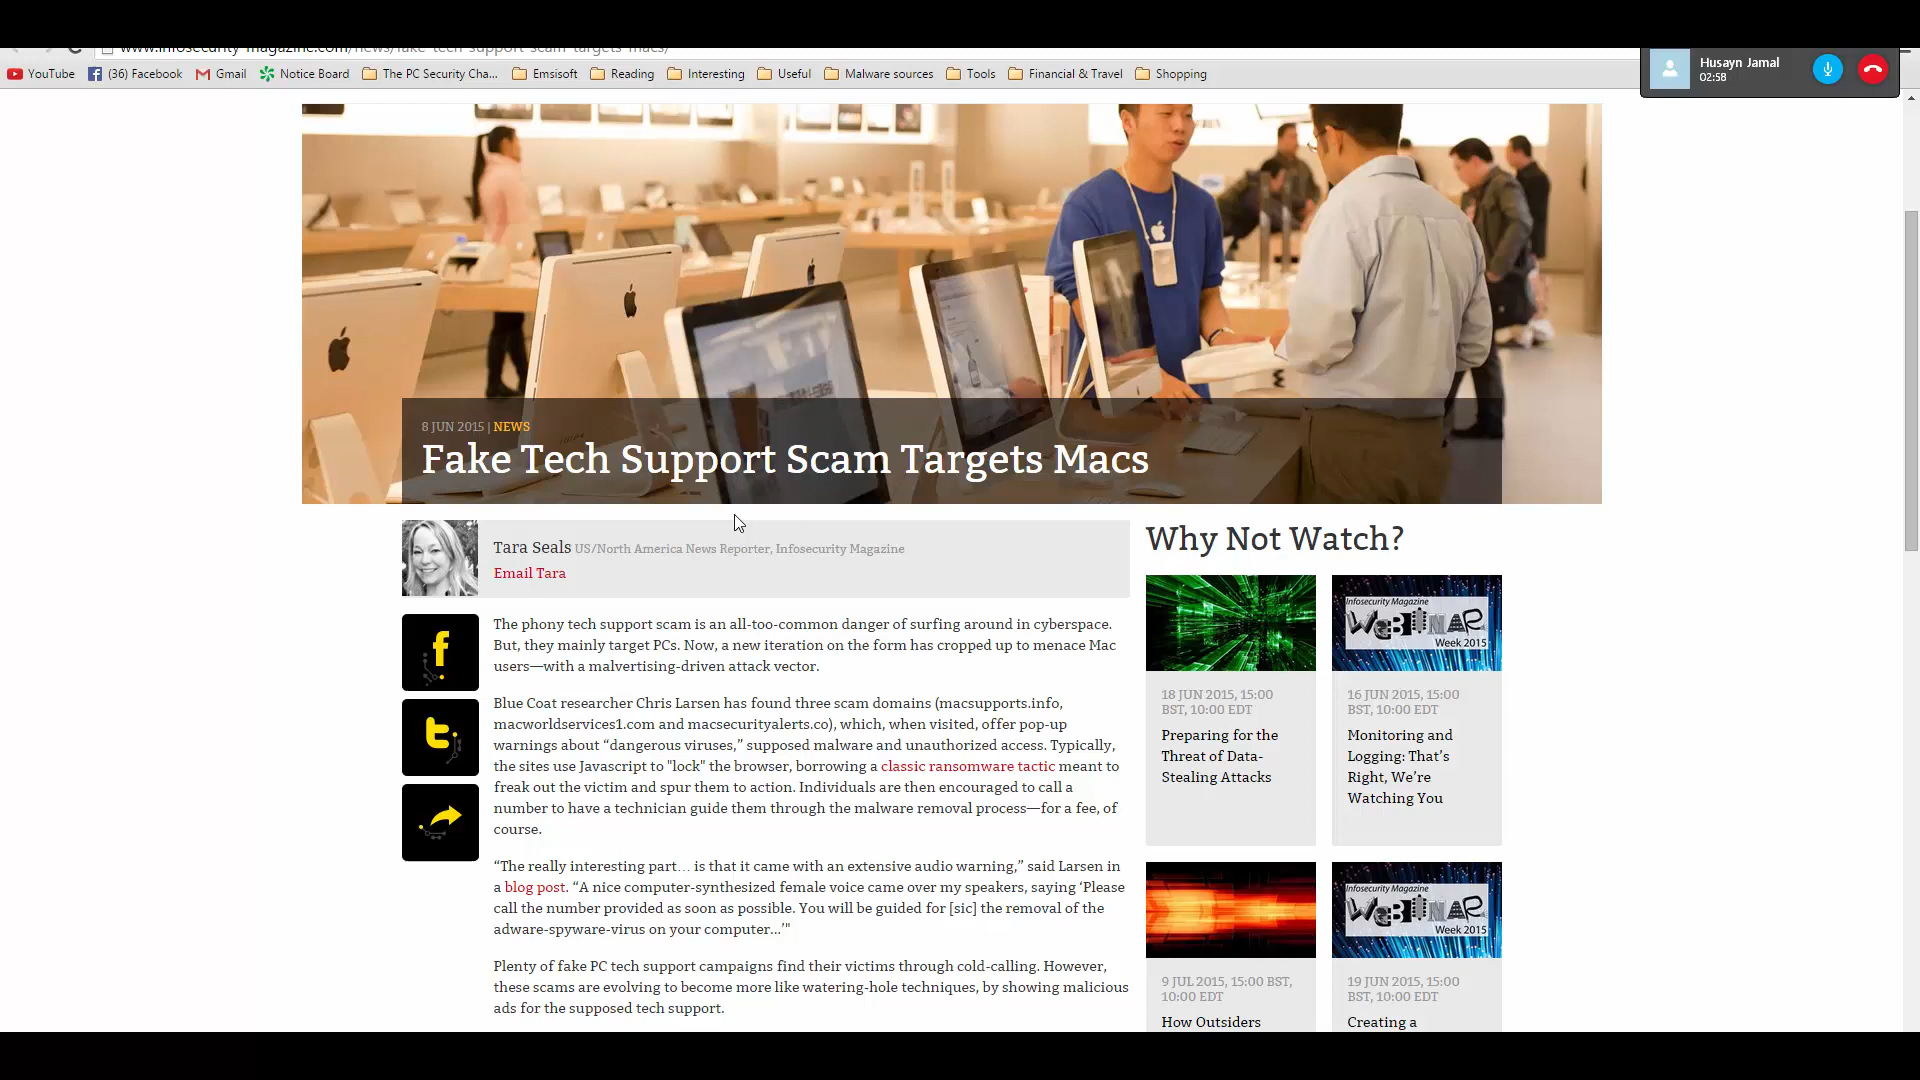 www.infosecurity-magazine.com/news/fake-tech-support-scam-targets-macs/
YouTube (36) Facebook Gmail Notice Board The PC Security Cha... Emsisoft Reading Interesting Useful Malware sources Tools Financial & Travel Shopping
Husayn Jamal
02:58
8 JUN 2015 | NEWS
Fake Tech Support Scam Targets Macs
Tara Seals US/North America News Reporter, Infosecurity Magazine
Email Tara
The phony tech support scam is an all-too-common danger of surfing around in cyberspace.
But, they mainly target PCs. Now, a new iteration on the form has cropped up to menace Mac
users—with a malvertising-driven attack vector.
Blue Coat researcher Chris Larsen has found three scam domains (macsupports.info,
macworldservices1.com and macsecurityalerts.co), which, when visited, offer pop-up
warnings about “dangerous viruses,” supposed malware and unauthorized access. Typically,
the sites use Javascript to "lock" the browser, borrowing a classic ransomware tactic meant to
freak out the victim and spur them to action. Individuals are then encouraged to call a
number to have a technician guide them through the malware removal process—for a fee, of
course.
“The really interesting part… is that it came with an extensive audio warning,” said Larsen in
a blog post. “A nice computer-synthesized female voice came over my speakers, saying ‘Please
call the number provided as soon as possible. You will be guided for [sic] the removal of the
adware-spyware-virus on your computer…’"
Plenty of fake PC tech support campaigns find their victims through cold-calling. However,
these scams are evolving to become more like watering-hole techniques, by showing malicious
ads for the supposed tech support.
Why Not Watch?
18 JUN 2015, 15:00
BST, 10:00 EDT
Preparing for the
Threat of Data-
Stealing Attacks
Infosecurity Magazine
WEBINAR
Week 2015
16 JUN 2015, 15:00
BST, 10:00 EDT
Monitoring and
Logging: That’s
Right, We’re
Watching You
9 JUL 2015, 15:00 BST,
10:00 EDT
How Outsiders
Infosecurity Magazine
WEBINAR
Week 2015
19 JUN 2015, 15:00
BST, 10:00 EDT
Creating a